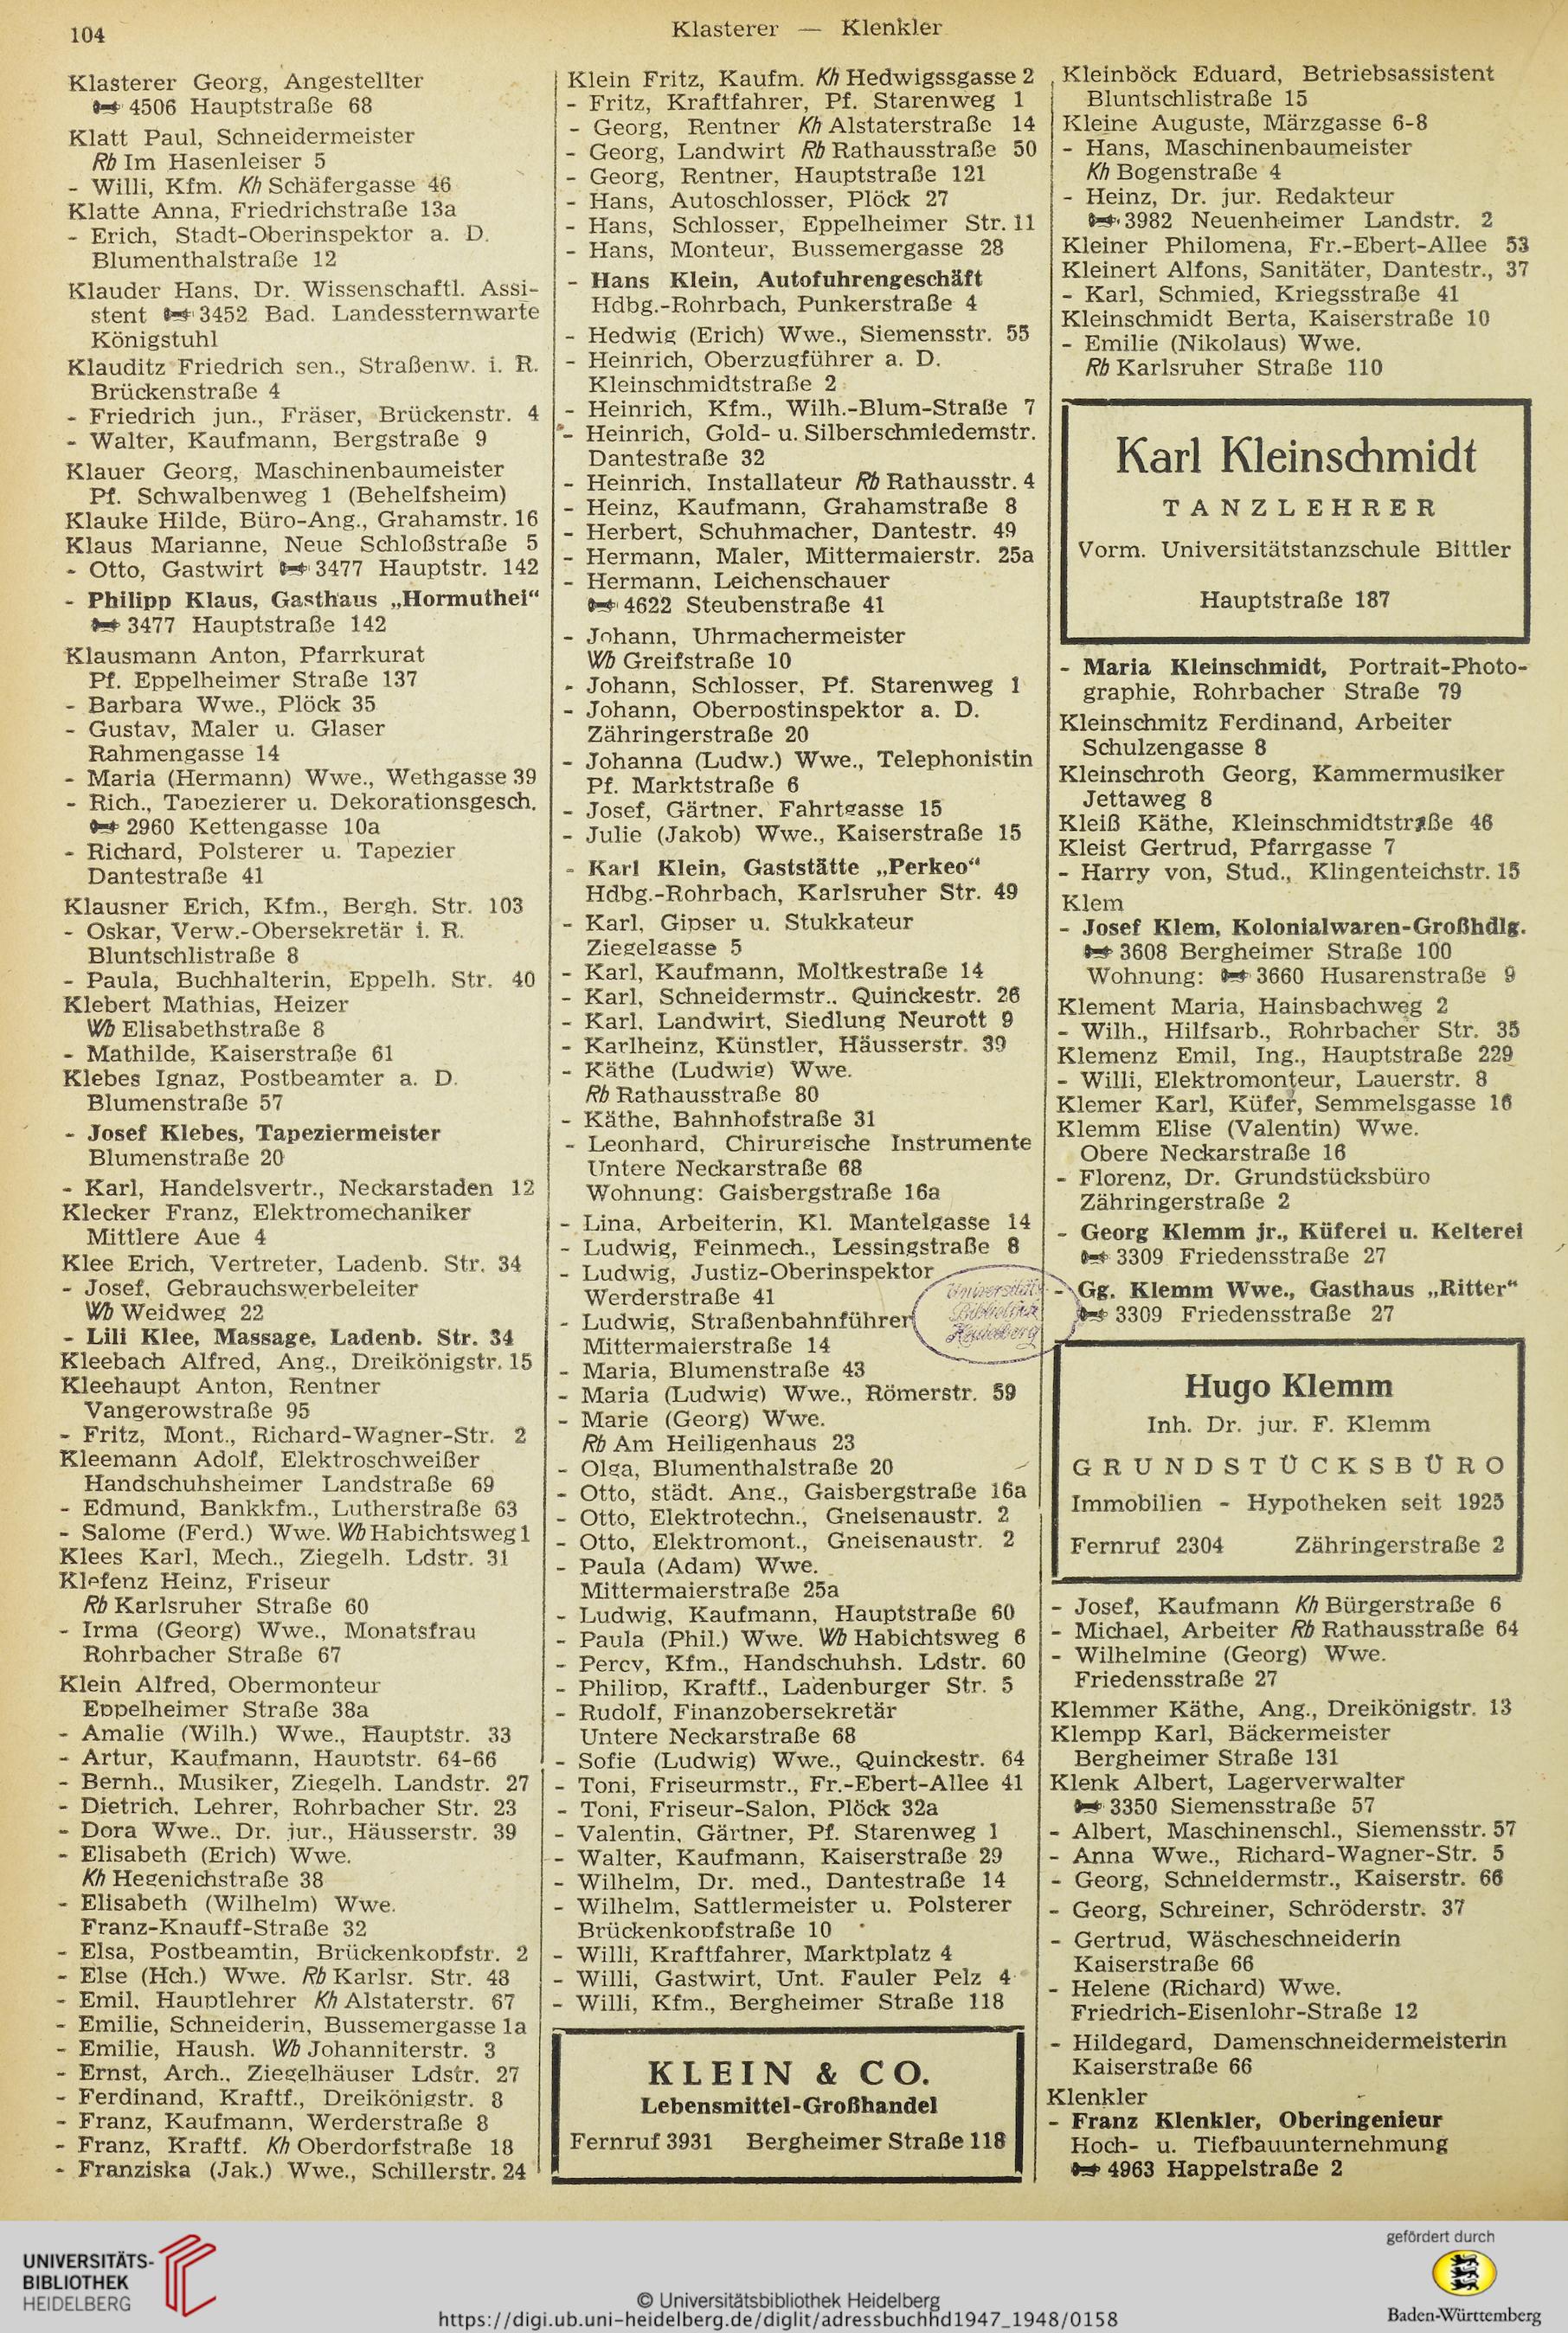 104
Klasterer — Klenkler
Klasterer Georg, Angestellter
4506 Hauptstraße 68
Klatt Paul, Schneidermeister
Rb Im Hasenleiser 5
- Willi, Kfm. Kh Schäfergasse 46
Klatte Anna, Friedrichstraße 13a
- Erich, Stadt-Oberinspektor a. D.
Blumenthalstraße 12
Klauder Hans, Dr. Wissenschaftl. Assi-
stent 3452 Bad. Landessternwarte
Königstuhl
Klauditz Friedrich sen., Straßenw. i. R.
Brückenstraße 4
- Friedrich jun., Fräser, Brückenstr. 4
- Walter, Kaufmann, Bergstraße 9
Klauer Georg, Maschinenbaumeister
Pf. Schwalbenweg 1 (Behelfsheim)
Klauke Hilde, Büro-Ang., Grahamstr. 16
Klaus Marianne, Neue Schloßstraße 5
- Otto, Gastwirt 3477 Hauptstr. 142
- Philipp Klaus, Gasthaus „Hormuthei“
3477 Hauptstraße 142
Klausmann Anton, Pfarrkurat
Pf. Eppelheimer Straße 137
- Barbara Wwe., Plöck 35
- Gustav, Maler u. Glaser
Rahmengasse 14
- Maria (Hermann) Wwe., Wethgasse 39
- Rich., Tapezierer u. Dekorationsgesch.
2960 Kettengasse 10a
- Richard, Polsterer u. Tapezier
Dantestraße 41
Klausner Erich, Kfm., Bergh. Str. 103
- Oskar, Verw.-Obersekretär i. R.
Bluntschlistraße 8
- Paula, Buchhalterin, Eppelh. Str. 40
Klebert Mathias, Heizer
Wb Elisabethstraße 8
- Mathilde, Kaiserstraße 61
Klebes Ignaz, Postbeamter a. D.
Blumenstraße 57
- Josef Klebes, Tapeziermeister
Blumenstraße 20
- Karl, Handelsvertr., Neckarstaden 12
Klecker Franz, Elektromechaniker
Mittlere Aue 4
Klee Erich, Vertreter, Ladenb. Str. 34
- Josef, Gebrauchswerbeleiter
Wb Weidweg 22
- Lili Klee, Massage, Ladenb. Str. 34
Kleebach Alfred, Ang., Dreikönigstr. 15
Kleehaupt Anton, Rentner
Vangerowstraße 95
- Fritz, Mont., Richard-Wagner-Str. 2
Kleemann Adolf, Elektroschweißer
Handschuhsheimer Landstraße 69
- Edmund, Bankkfm., Lutherstraße 63
- Salome (Ferd.) Wwe. Wb Habichtsweg 1
Klees Karl, Mech., Ziegelh. Ldstr. 31
Klefenz Heinz, Friseur
Rb Karlsruher Straße 60
- Irma (Georg) Wwe., Monatsfrau
Rohrbacher Straße 67
Klein Alfred, Obermonteur
Eppelheimer Straße 38a
- Amalie (Wilh.) Wwe., Hauptstr. 33
- Artur, Kaufmann, Hauptstr. 64-66
- Bernh., Musiker, Ziegelh. Landstr. 27
- Dietrich, Lehrer, Rohrbacher Str. 23
- Dora Wwe., Dr. jur., Häusserstr. 39
- Elisabeth (Erich) Wwe.
Kh Hegenichstraße 38
- Elisabeth (Wilhelm) Wwe.
Franz-Knauff-Straße 32
- Elsa, Postbeamtin, Brückenkopfstr. 2
- Else (Hch.) Wwe. Rb Karlsr. Str. 48
- Emil, Hauptlehrer Kh Alstaterstr. 67
- Emilie, Schneiderin, Bussemergasse 1a
- Emilie, Haush. Wb Johanniterstr. 3
- Ernst, Arch., Ziegelhäuser Ldstr. 27
- Ferdinand, Kraftf., Dreikönigstr. 8
- Franz, Kaufmann, Werderstraße 8
- Franz, Kraftf. Kh Oberdorfstraße 18
- Franziska (Jak.) Wwe., Schillerstr. 24
Klein Fritz, Kaufm. Kh Hedwigssgasse 2
- Fritz, Kraftfahrer, Pf. Starenweg 1
- Georg, Rentner Kh Alstaterstraße 14
- Georg, Landwirt Rb Rathausstraße 50
- Georg, Rentner, Hauptstraße 121
- Hans, Autoschlosser, Plöck 27
- Hans, Schlosser, Eppelheimer Str. 11
- Hans, Monteur, Bussemergasse 28
- Hans Klein, Autofuhrengeschäft
Hdbg.-Rohrbach, Punkerstraße 4
- Hedwig (Erich) Wwe., Siemensstr. 55
- Heinrich, Oberzugführer a. D.
Kleinschmidtstraße 2
- Heinrich, Kfm., Wilh.-Blum-Straße 7
- Heinrich, Gold- u. Silberschmiedemstr.
Dantestraße 32
- Heinrich, Installateur Rb Rathausstr. 4
- Heinz, Kaufmann, Grahamstraße 8
- Herbert, Schuhmacher, Dantestr. 49
- Hermann, Maler, Mittermaierstr. 25a
- Hermann, Leichenschauer
4622 Steubenstraße 41
- Johann, Uhrmachermeister
Wb Greifstraße 10
- Johann, Schlosser, Pf. Starenweg 1
- Johann, Oberpostinspektor a. D.
Zähringerstraße 20
- Johanna (Ludw.) Wwe., Telephonistin
Pf. Marktstraße 6
- Josef, Gärtner, Fahrtgasse 15
- Julie (Jakob) Wwe., Kaiserstraße 15
- Karl Klein, Gaststätte „Perkeo“
Hdbg.-Rohrbach, Karlsruher Str. 49
- Karl, Gipser u. Stukkateur
Ziegelgasse 5
- Karl, Kaufmann, Moltkestraße 14
- Karl, Schneidermstr., Quinckestr. 26
- Karl, Landwirt, Siedlung Neurott 9
- Karlheinz, Künstler, Häusserstr. 39
- Käthe (Ludwig) Wwe.
Rb Rathausstraße 80
- Käthe, Bahnhofstraße 31
- Leonhard, Chirurgische Instrumente
Untere Neckarstraße 68
Wohnung: Gaisbergstraße 16a
- Lina, Arbeiterin, Kl. Mantelgasse 14
- Ludwig, Feinmech., Lessingstraße 8
- Ludwig, Justiz-Oberinspektor
Werderstraße 41
- Ludwig, Straßenbahnführer
Mittermaierstraße 14
- Maria, Blumenstraße 43
- Maria (Ludwig) Wwe., Römerstr. 59
- Marie (Georg) Wwe.
Rb Am Heiligenhaus 23
- Olga, Blumenthalstraße 20
- Otto, städt. Ang., Gaisbergstraße 16a
- Otto, Elektrotechn., Gneisenaustr. 2
- Otto, Elektromont., Gneisenaustr. 2
- Paula (Adam) Wwe.
Mittermaierstraße 25a
- Ludwig, Kaufmann, Hauptstraße 60
- Paula (Phil.) Wwe. Wb Habichtsweg 6
- Percy, Kfm., Handschuhsh. Ldstr. 60
- Philipp, Kraftf., Ladenburger Str. 5
- Rudolf, Finanzobersekretär
Untere Neckarstraße 68
- Sofie (Ludwig) Wwe., Quinckestr. 64
- Toni, Friseurmstr., Fr.-Ebert-Allee 41
- Toni, Friseur-Salon, Plöck 32a
- Valentin, Gärtner, Pf. Starenweg 1
- Walter, Kaufmann, Kaiserstraße 29
- Wilhelm, Dr. med., Dantestraße 14
- Wilhelm, Sattlermeister u. Polsterer
Brückenkopfstraße 10
- Willi, Kraftfahrer, Marktplatz 4
- Willi, Gastwirt, Unt. Fauler Pelz 4
- Willi, Kfm., Bergheimer Straße 118
KLEIN & CO.
Lebensmittel-Großhandel
Fernruf 3931 Bergheimer Straße 118
Kleinböck Eduard, Betriebsassistent
Bluntschlistraße 15
Kleine Auguste, Märzgasse 6-8
- Hans, Maschinenbaumeister
Kh Bogenstraße 4
- Heinz, Dr. jur. Redakteur
3982 Neuenheimer Landstr. 2
Kleiner Philomena, Fr.-Ebert-Allee 53
Kleinert Alfons, Sanitäter, Dantestr., 37
- Karl, Schmied, Kriegsstraße 41
Kleinschmidt Berta, Kaiserstraße 10
- Emilie (Nikolaus) Wwe.
Rb Karlsruher Straße 110
Karl Kleinschmidt
TANZLEHRER
Vorm. Universitätstanzschule Bittler
Hauptstraße 187
- Maria Kleinschmidt, Portrait-Photo-
graphie, Rohrbacher Straße 79
Kleinschmitz Ferdinand, Arbeiter
Schulzengasse 8
Kleinschroth Georg, Kammermusiker
Jettaweg 8
Kleiß Käthe, Kleinschmidtstraße 46
Kleist Gertrud, Pfarrgasse 7
- Harry von, Stud., Klingenteichstr. 15
Klem
- Josef Klem, Kolonialwaren-Großhdlg.
3608 Bergheimer Straße 100
Wohnung: 3660 Husarenstraße 9
Klement Maria, Hainsbachweg 2
- Wilh., Hilfsarb., Rohrbacher Str. 35
Klemenz Emil, Ing., Hauptstraße 229
- Willi, Elektromonteur, Lauerstr. 8
Klemer Karl, Küfer, Semmelsgasse 16
Klemm Elise (Valentin) Wwe.
Obere Neckarstraße 16
- Florenz, Dr. Grundstücksbüro
Zähringerstraße 2
- Georg Klemm jr., Küferei u. Kelterei
3309 Friedensstraße 27
- Gg. Klemm Wwe., Gasthaus „Ritter“
3309 Friedensstraße 27
Universitäts-
Bibliothek
Heidelberg
Hugo Klemm
Inh. Dr. jur. F. Klemm
GRUNDSTÜCKSBÜRO
Immobilien - Hypotheken seit 1925
Fernruf 2304 Zähringerstraße 2
- Josef, Kaufmann Kh Bürgerstraße 6
- Michael, Arbeiter Rb Rathausstraße 64
- Wilhelmine (Georg) Wwe.
Friedensstraße 27
Klemmer Käthe, Ang., Dreikönigstr. 13
Klempp Karl, Bäckermeister
Bergheimer Straße 131
Klenk Albert, Lagerverwalter
3350 Siemensstraße 57
- Albert, Maschinenschl., Siemensstr. 57
- Anna Wwe., Richard-Wagner-Str. 5
- Georg, Schneidermstr., Kaiserstr. 66
- Georg, Schreiner, Schröderstr. 37
- Gertrud, Wäscheschneiderin
Kaiserstraße 66
- Helene (Richard) Wwe.
Friedrich-Eisenlohr-Straße 12
- Hildegard, Damenschneidermeisterin
Kaiserstraße 66
Klenkler
- Franz Klenkler, Oberingenieur
Hoch- u. Tiefbauunternehmung
4963 Happelstraße 2
UNIVERSITÄTS-
BIBLIOTHEK
HEIDELBERG
© Universitätsbibliothek Heidelberg
https://digi.ub.uni-heidelberg.de/diglit/adressbuchhd1947_1948/0158
gefördert durch
Baden-Württemberg